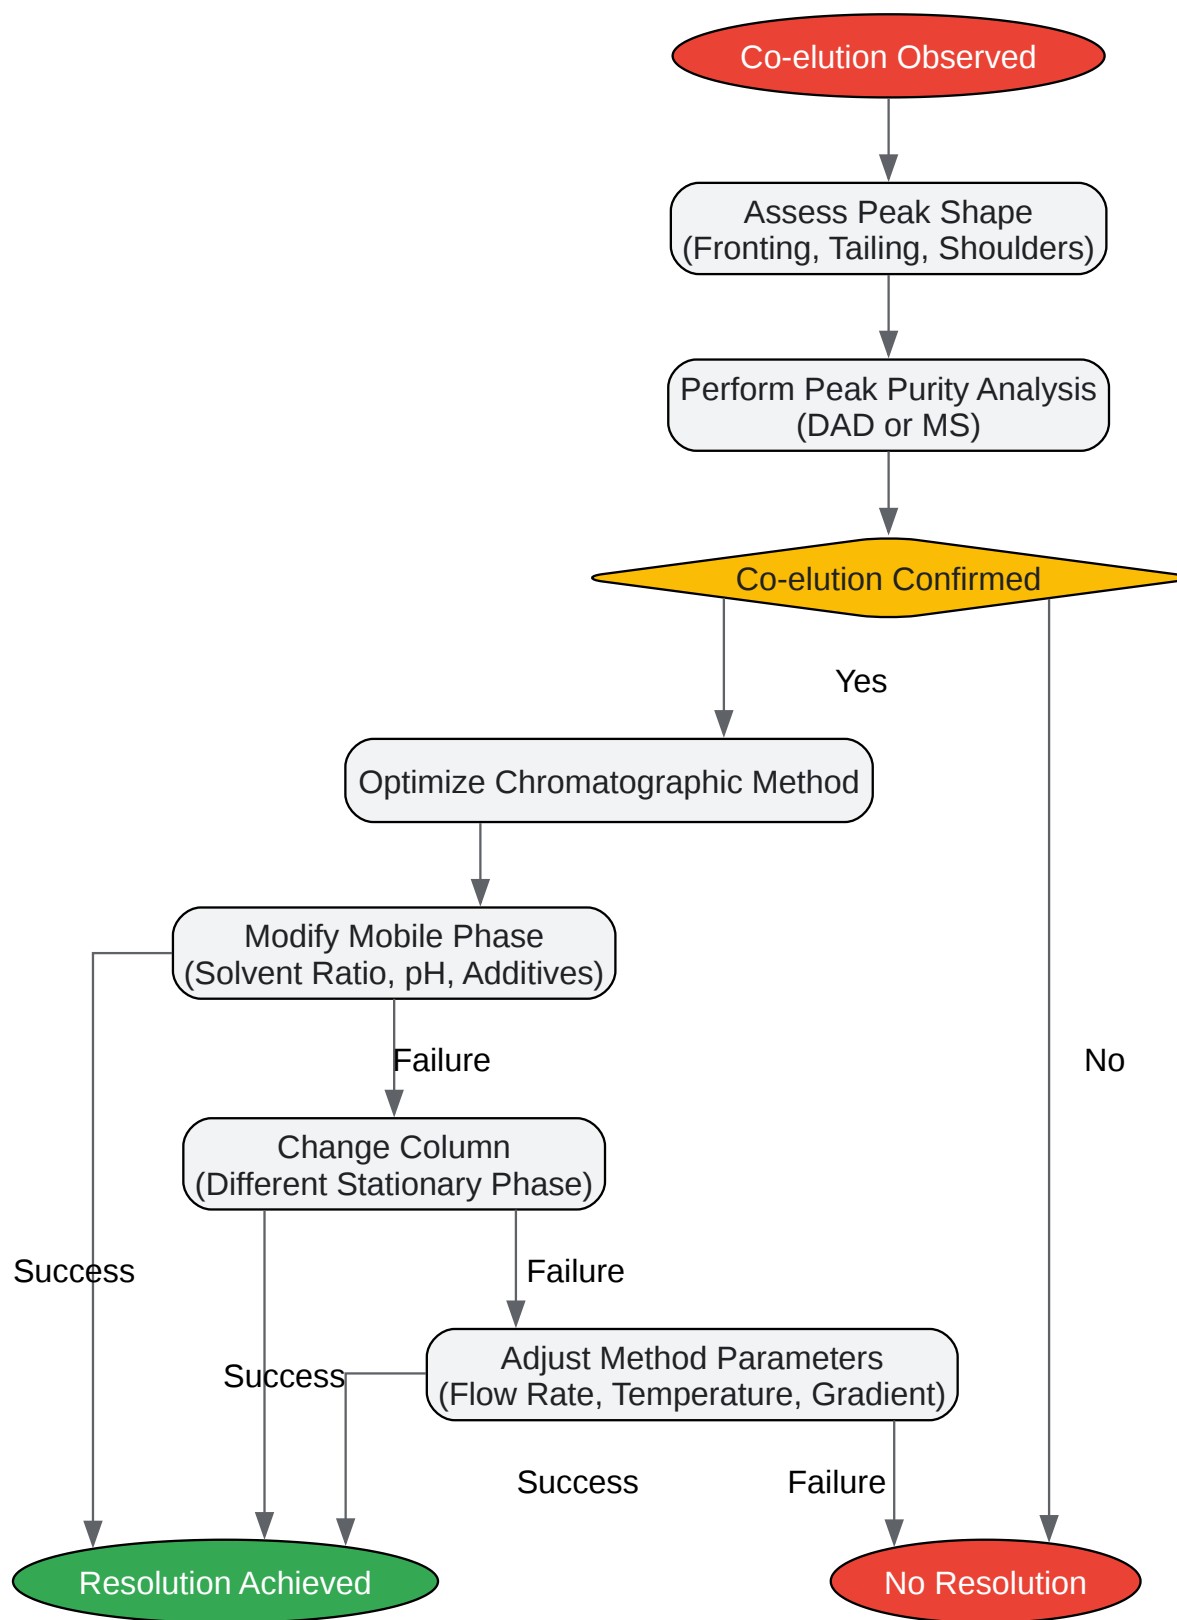 Co-elution Observed
Assess Peak Shape
(Fronting, Tailing, Shoulders)
Perform Peak Purity Analysis
(DAD or MS)
Co-elution Confirmed
Yes
Optimize Chromatographic Method
Modify Mobile Phase
(Solvent Ratio, pH, Additives)
Failure
No
Change Column
(Different Stationary Phase)
Success
Failure
Adjust Method Parameters
(Flow Rate, Temperature, Gradient)
Success
Success
Failure
Resolution Achieved
No Resolution